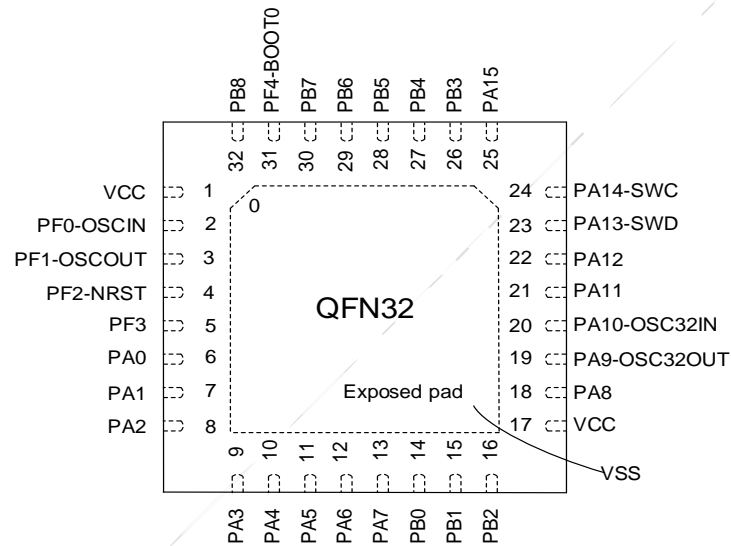 PB8
PF4-BOOT0
PB7
PB6
PB5
PB4
PB3
PA15
32
31
30
29
28
27
26
25
VCC 1
PF0-OSCIN 2
PF1-OSCOUT 3
PF2-NRST 4
PF3 5
PA0 6
PA1 7
PA2 8
0
QFN32
Exposed pad
24 PA14-SWC
23 PA13-SWD
22 PA12
21 PA11
20 PA10-OSC32IN
19 PA9-OSC32OUT
18 PA8
17 VCC
VSS
9
10
11
12
13
14
15
16
PA3
PA4
PA5
PA6
PA7
PB0
PB1
PB2